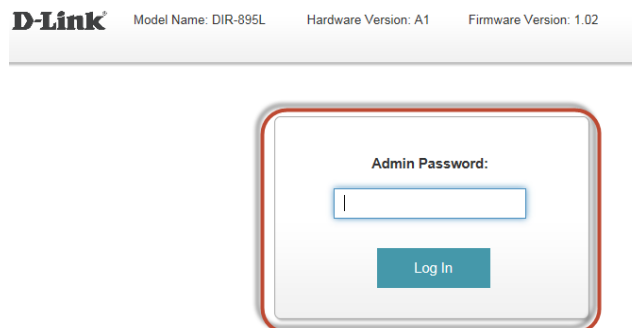 D-Link® Model Name: DIR-895L Hardware Version: A1 Firmware Version: 1.02
Admin Password:
Log In